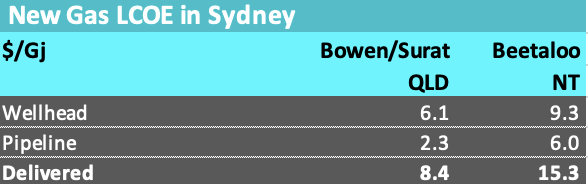 New Gas LCOE in Sydney
$/Gj Bowen/Surat Beetaloo
QLD NT
Wellhead 6.1 9.3
Pipeline 2.3 6.0
Delivered 8.4 15.3